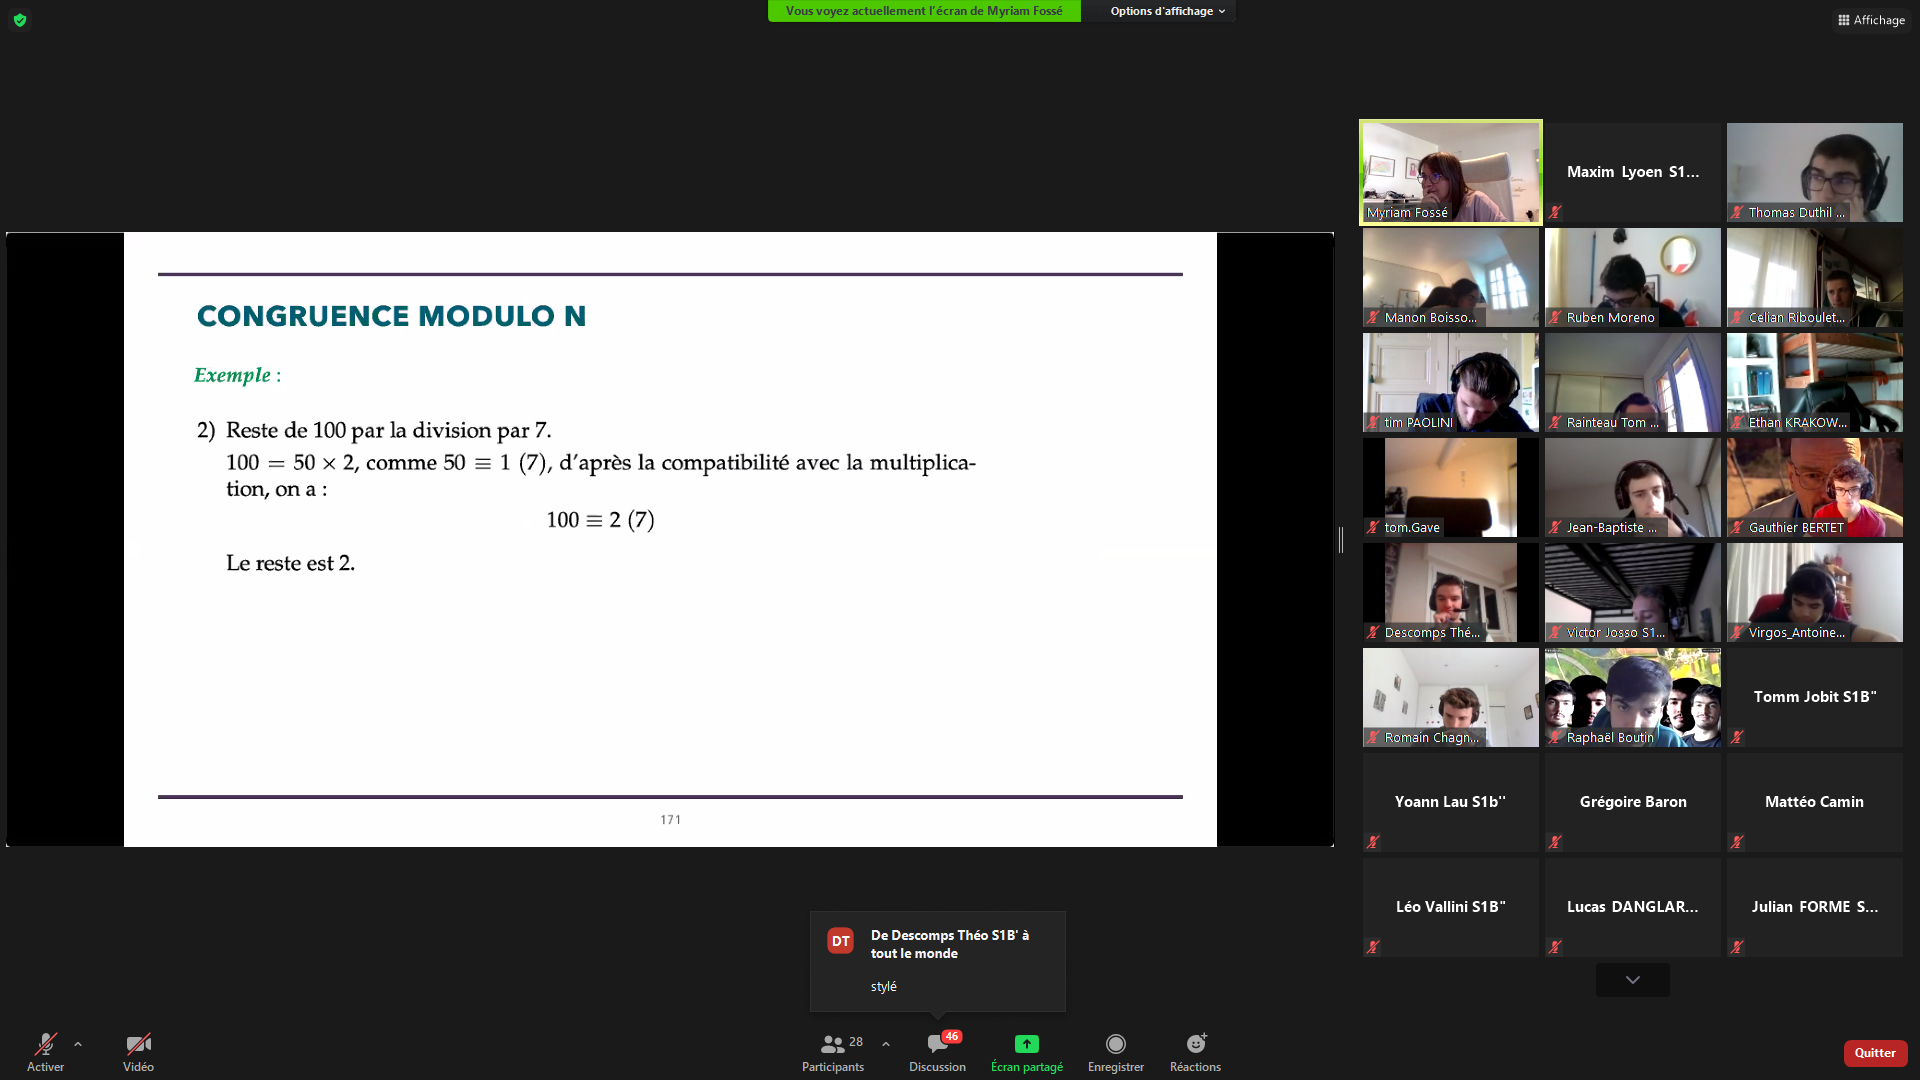 Vous voyez actuellement l'écran de Myriam Fossé
Options d'affichage
Affichage
CONGRUENCE MODULO N
Exemple :
2) Reste de 100 par la division par 7.
100 = 50 × 2, comme 50 ≡ 1 (7), d'après la compatibilité avec la multiplica-
tion, on a :
100 ≡ 2 (7)
Le reste est 2.
171
Myriam Fossé
Maxim Lyoen S1...
Thomas Duthil ...
Manon Boisso...
Ruben Moreno
Celian Riboulet...
tim PAOLINI
Rainteau Tom ...
Ethan KRAKOW...
tom.Gave
Jean-Baptiste ...
Gauthier BERTET
Descomps Thé...
Victor Josso S1...
Virgos_Antoine...
Romain Chagn...
Raphaël Boutin
Tomm Jobit S1B"
Yoann Lau S1b''
Grégoire Baron
Mattéo Camin
Léo Vallini S1B"
Lucas DANGLAR...
Julian FORME S...
DT
De Descomps Théo S1B' à
tout le monde
stylé
Activer
Vidéo
28
Participants
46
Discussion
Écran partagé
Enregistrer
Réactions
Quitter